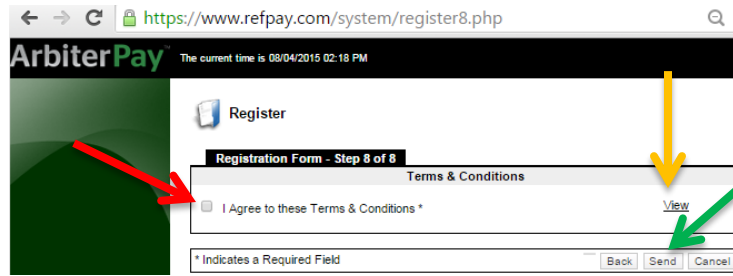 https://www.refpay.com/system/register8.php
ArbiterPay™ The current time is 08/04/2015 02:18 PM
Register
Registration Form - Step 8 of 8
Terms & Conditions
I Agree to these Terms & Conditions * View
* Indicates a Required Field Back Send Cancel